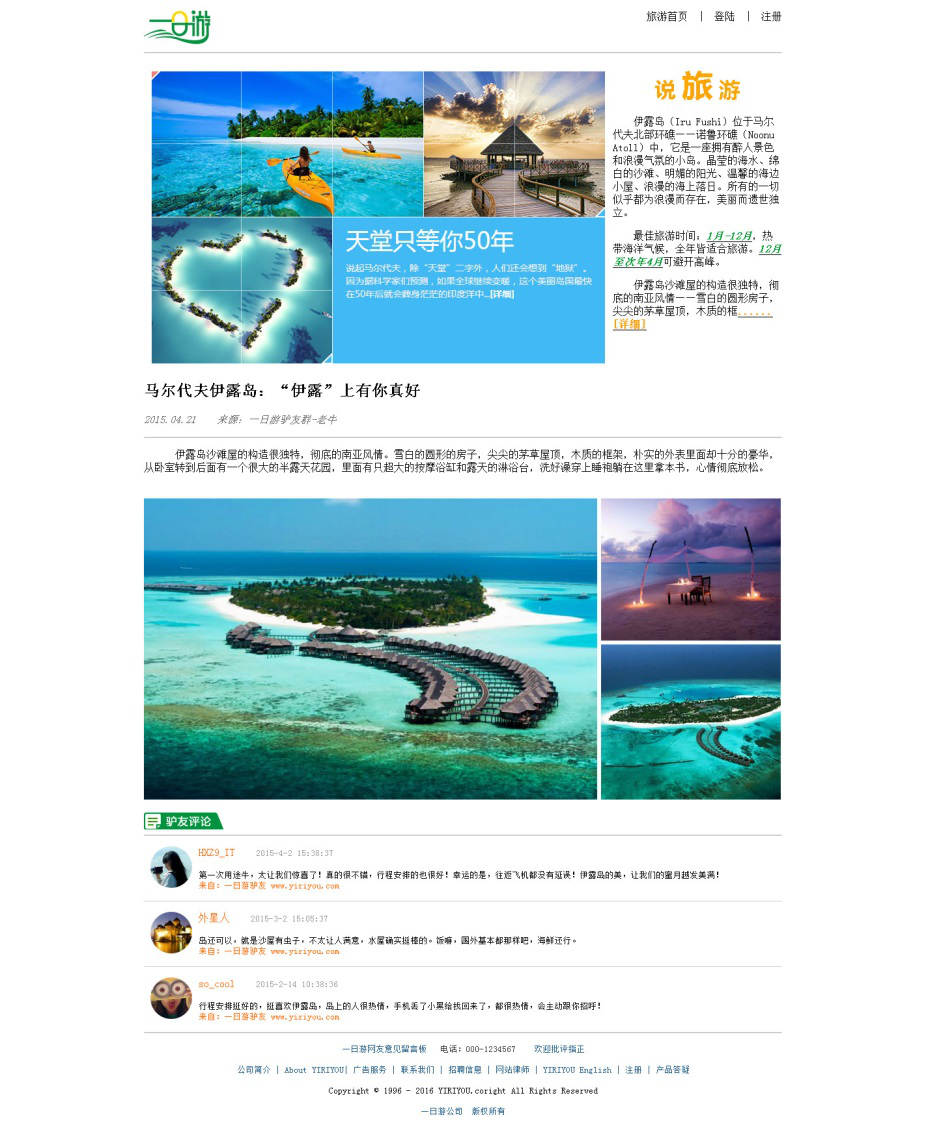 一日游
旅游首页 | 登陆 | 注册
说旅游
伊露岛（Iru Fushi）位于马尔
代夫北部环礁——诺鲁环礁（Noonu
Atoll）中，它是一座拥有醉人景色
和浪漫气氛的小岛。晶莹的海水、绵
白的沙滩、明媚的阳光、温馨的海边
小屋、浪漫的海上落日。所有的一切
似乎都为浪漫而存在，美丽而遗世独
立。
最佳旅游时间：1月-12月，热
带海洋气候，全年皆适合旅游。12月
至次年4月可避开高峰。
伊露岛沙滩屋的构造很独特，彻
底的南亚风情——雪白的圆形房子，
尖尖的茅草屋顶，木质的框......
[详细]
天堂只等你50年
说起马尔代夫，除“天堂”二字外，人们还会想到“地狱”。
因为据科学家们预测，如果全球继续变暖，这个美丽岛国最快
在50年后就会葬身茫茫的印度洋中...[详细]
马尔代夫伊露岛：“伊露”上有你真好
2015.04.21 来源：一日游驴友群-老牛
伊露岛沙滩屋的构造很独特，彻底的南亚风情。雪白的圆形的房子，尖尖的茅草屋顶，木质的框架，朴实的外表里面却十分的豪华，
从卧室转到后面有一个很大的半露天花园，里面有只超大的按摩浴缸和露天的淋浴台，洗好澡穿上睡袍躺在这里拿本书，心情彻底放松。
驴友评论
HXZ9_IT 2015-4-2 15:38:37
第一次用途牛，太让我们惊喜了！真的很不错，行程安排的也很好！幸运的是，往返飞机都没有延误！伊露岛的美，让我们的蜜月越发美满！
来自：一日游驴友 www.yiriyou.com
外星人 2015-3-2 15:05:37
岛还可以，就是沙屋有虫子，不太让人满意，水屋确实挺棒的。饭嘛，国外基本都那样吧，海鲜还行。
来自：一日游驴友 www.yiriyou.com
so_cool 2015-2-14 10:38:36
行程安排挺好的，挺喜欢伊露岛，岛上的人很热情，手机丢了小黑给找回来了，都很热情，会主动跟你招呼！
来自：一日游驴友 www.yiriyou.com
一日游网友意见留言板 电话：000-1234567 欢迎批评指正
公司简介 | About YIRIYOU| 广告服务 | 联系我们 | 招聘信息 | 网站律师 | YIRIYOU English | 注册 | 产品答疑
Copyright © 1996 - 2016 YIRIYOU.coright All Rights Reserved
一日游公司 版权所有